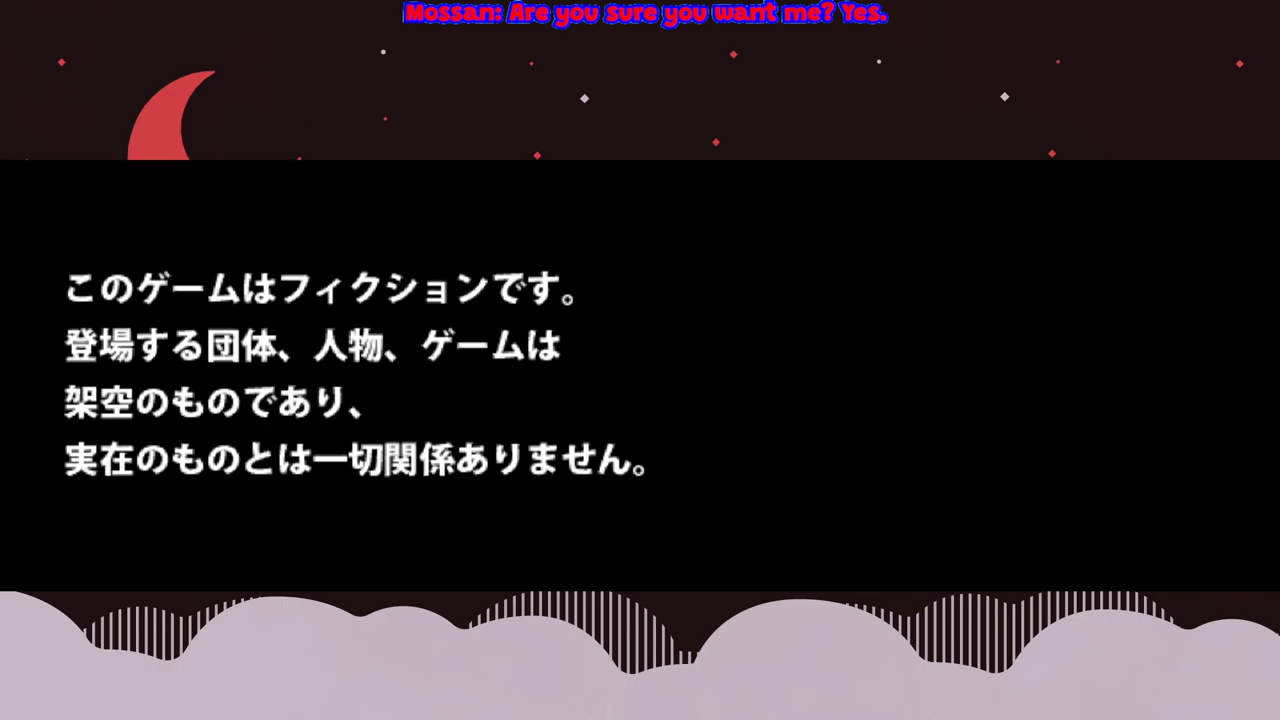 Mossan: Are you sure you want me? Yes.
このゲームはフィクションです。
登場する団体、人物、ゲームは
架空のものであり、
実在のものとは一切関係ありません。